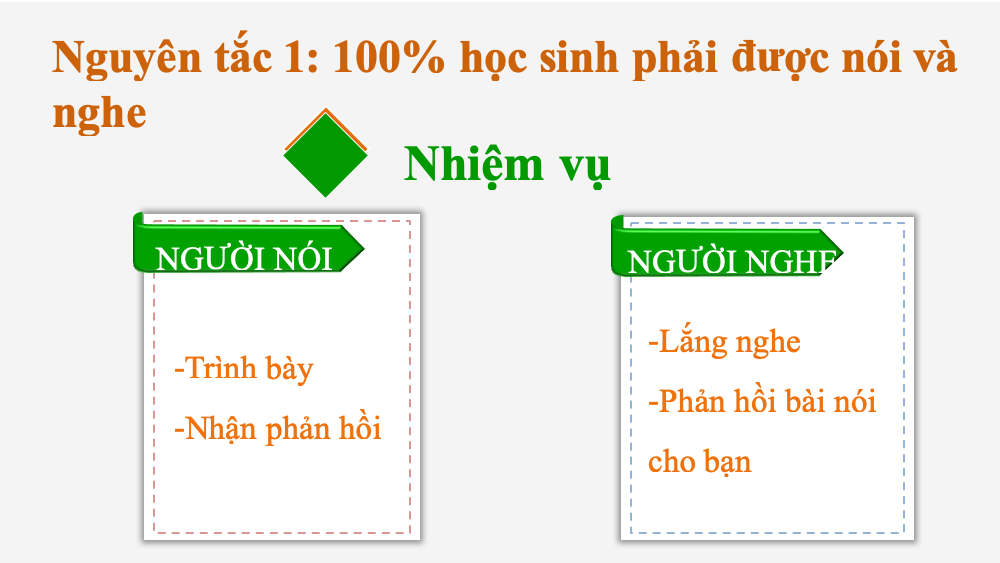 Nguyên tắc 1: 100% học sinh phải được nói và
nghe
Nhiệm vụ
NGƯỜI NÓI
-Trình bày
-Nhận phản hồi
NGƯỜI NGHE
-Lắng nghe
-Phản hồi bài nói
cho bạn